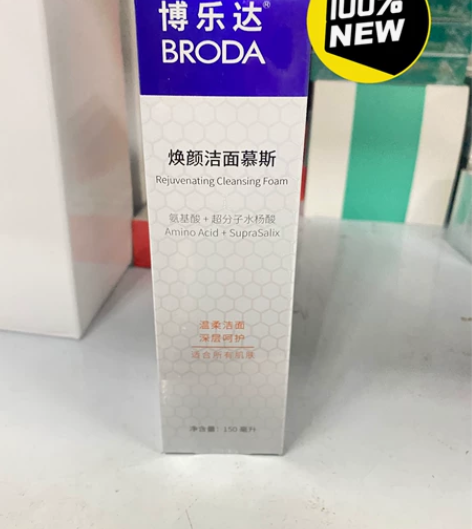 100%
NEW
博乐达®
BRODA
焕颜洁面慕斯
Rejuvenating Cleansing Foam
氨基酸 + 超分子水杨酸
Amino Acid + SupraSalix
温柔洁面
深层呵护
适合所有肌肤
净含量：150 毫升